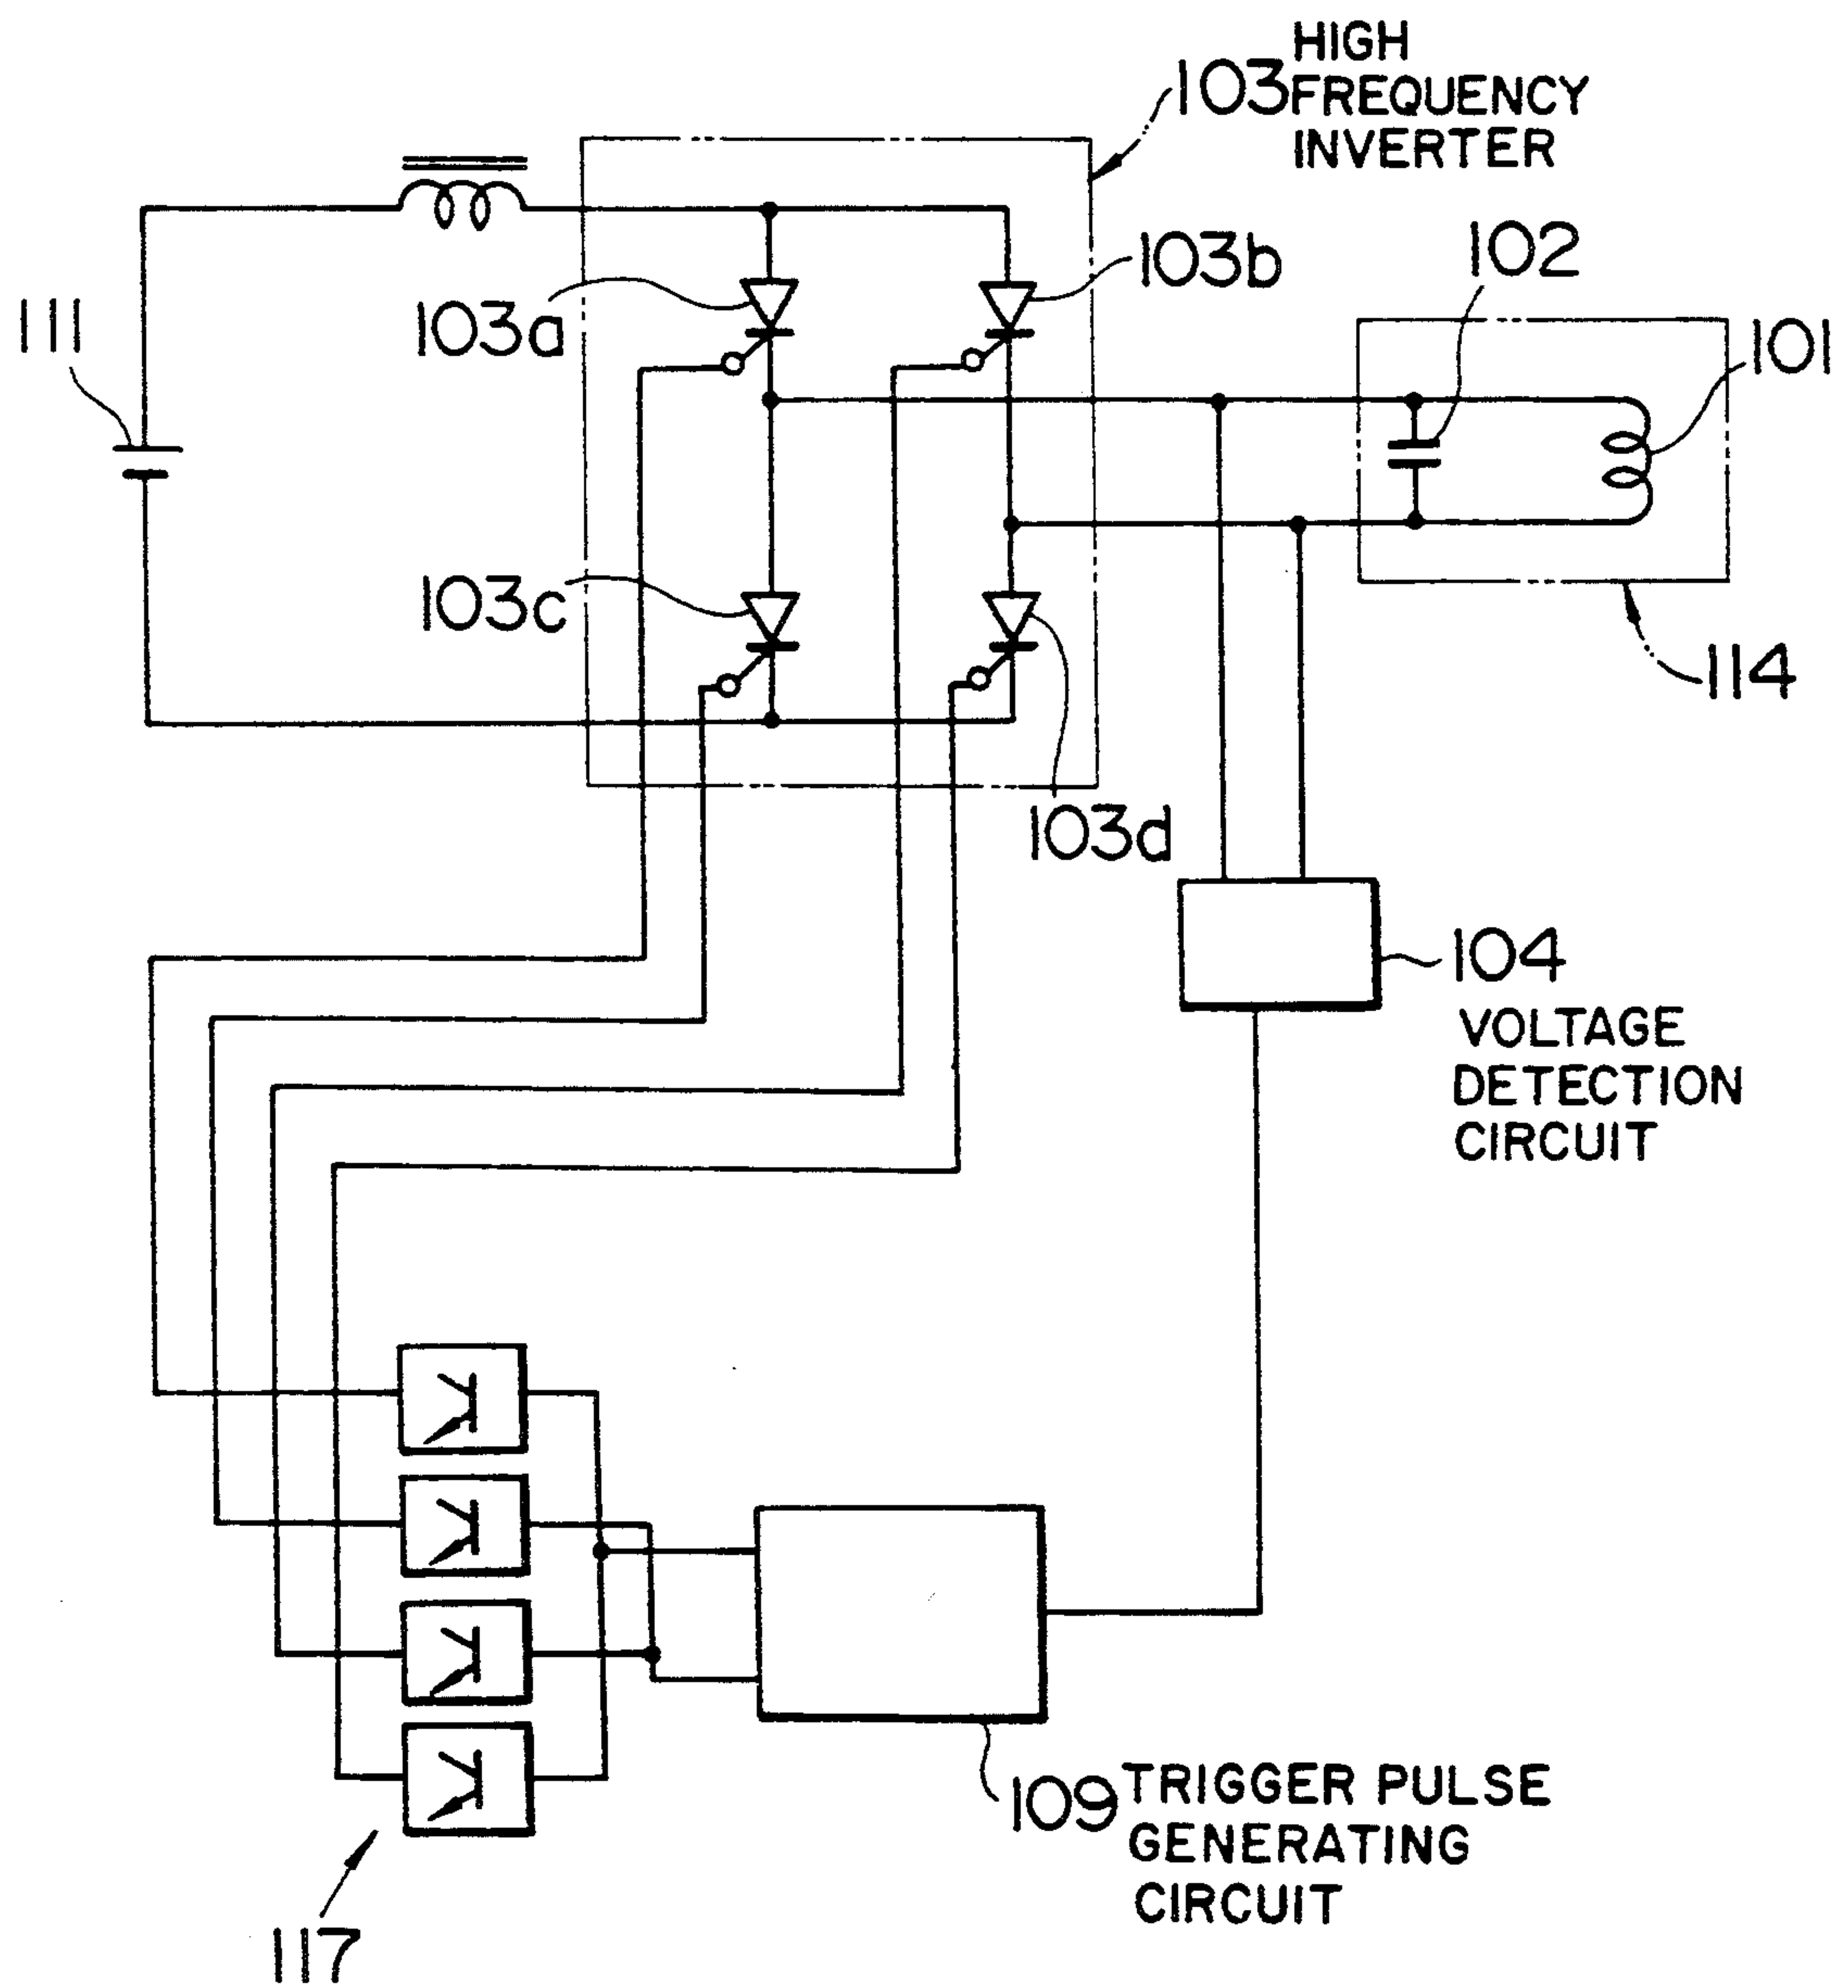 103 HIGH
FREQUENCY
INVERTER
103a
103b
102
101
111
103c
114
103d
104
VOLTAGE
DETECTION
CIRCUIT
109 TRIGGER PULSE
GENERATING
CIRCUIT
117